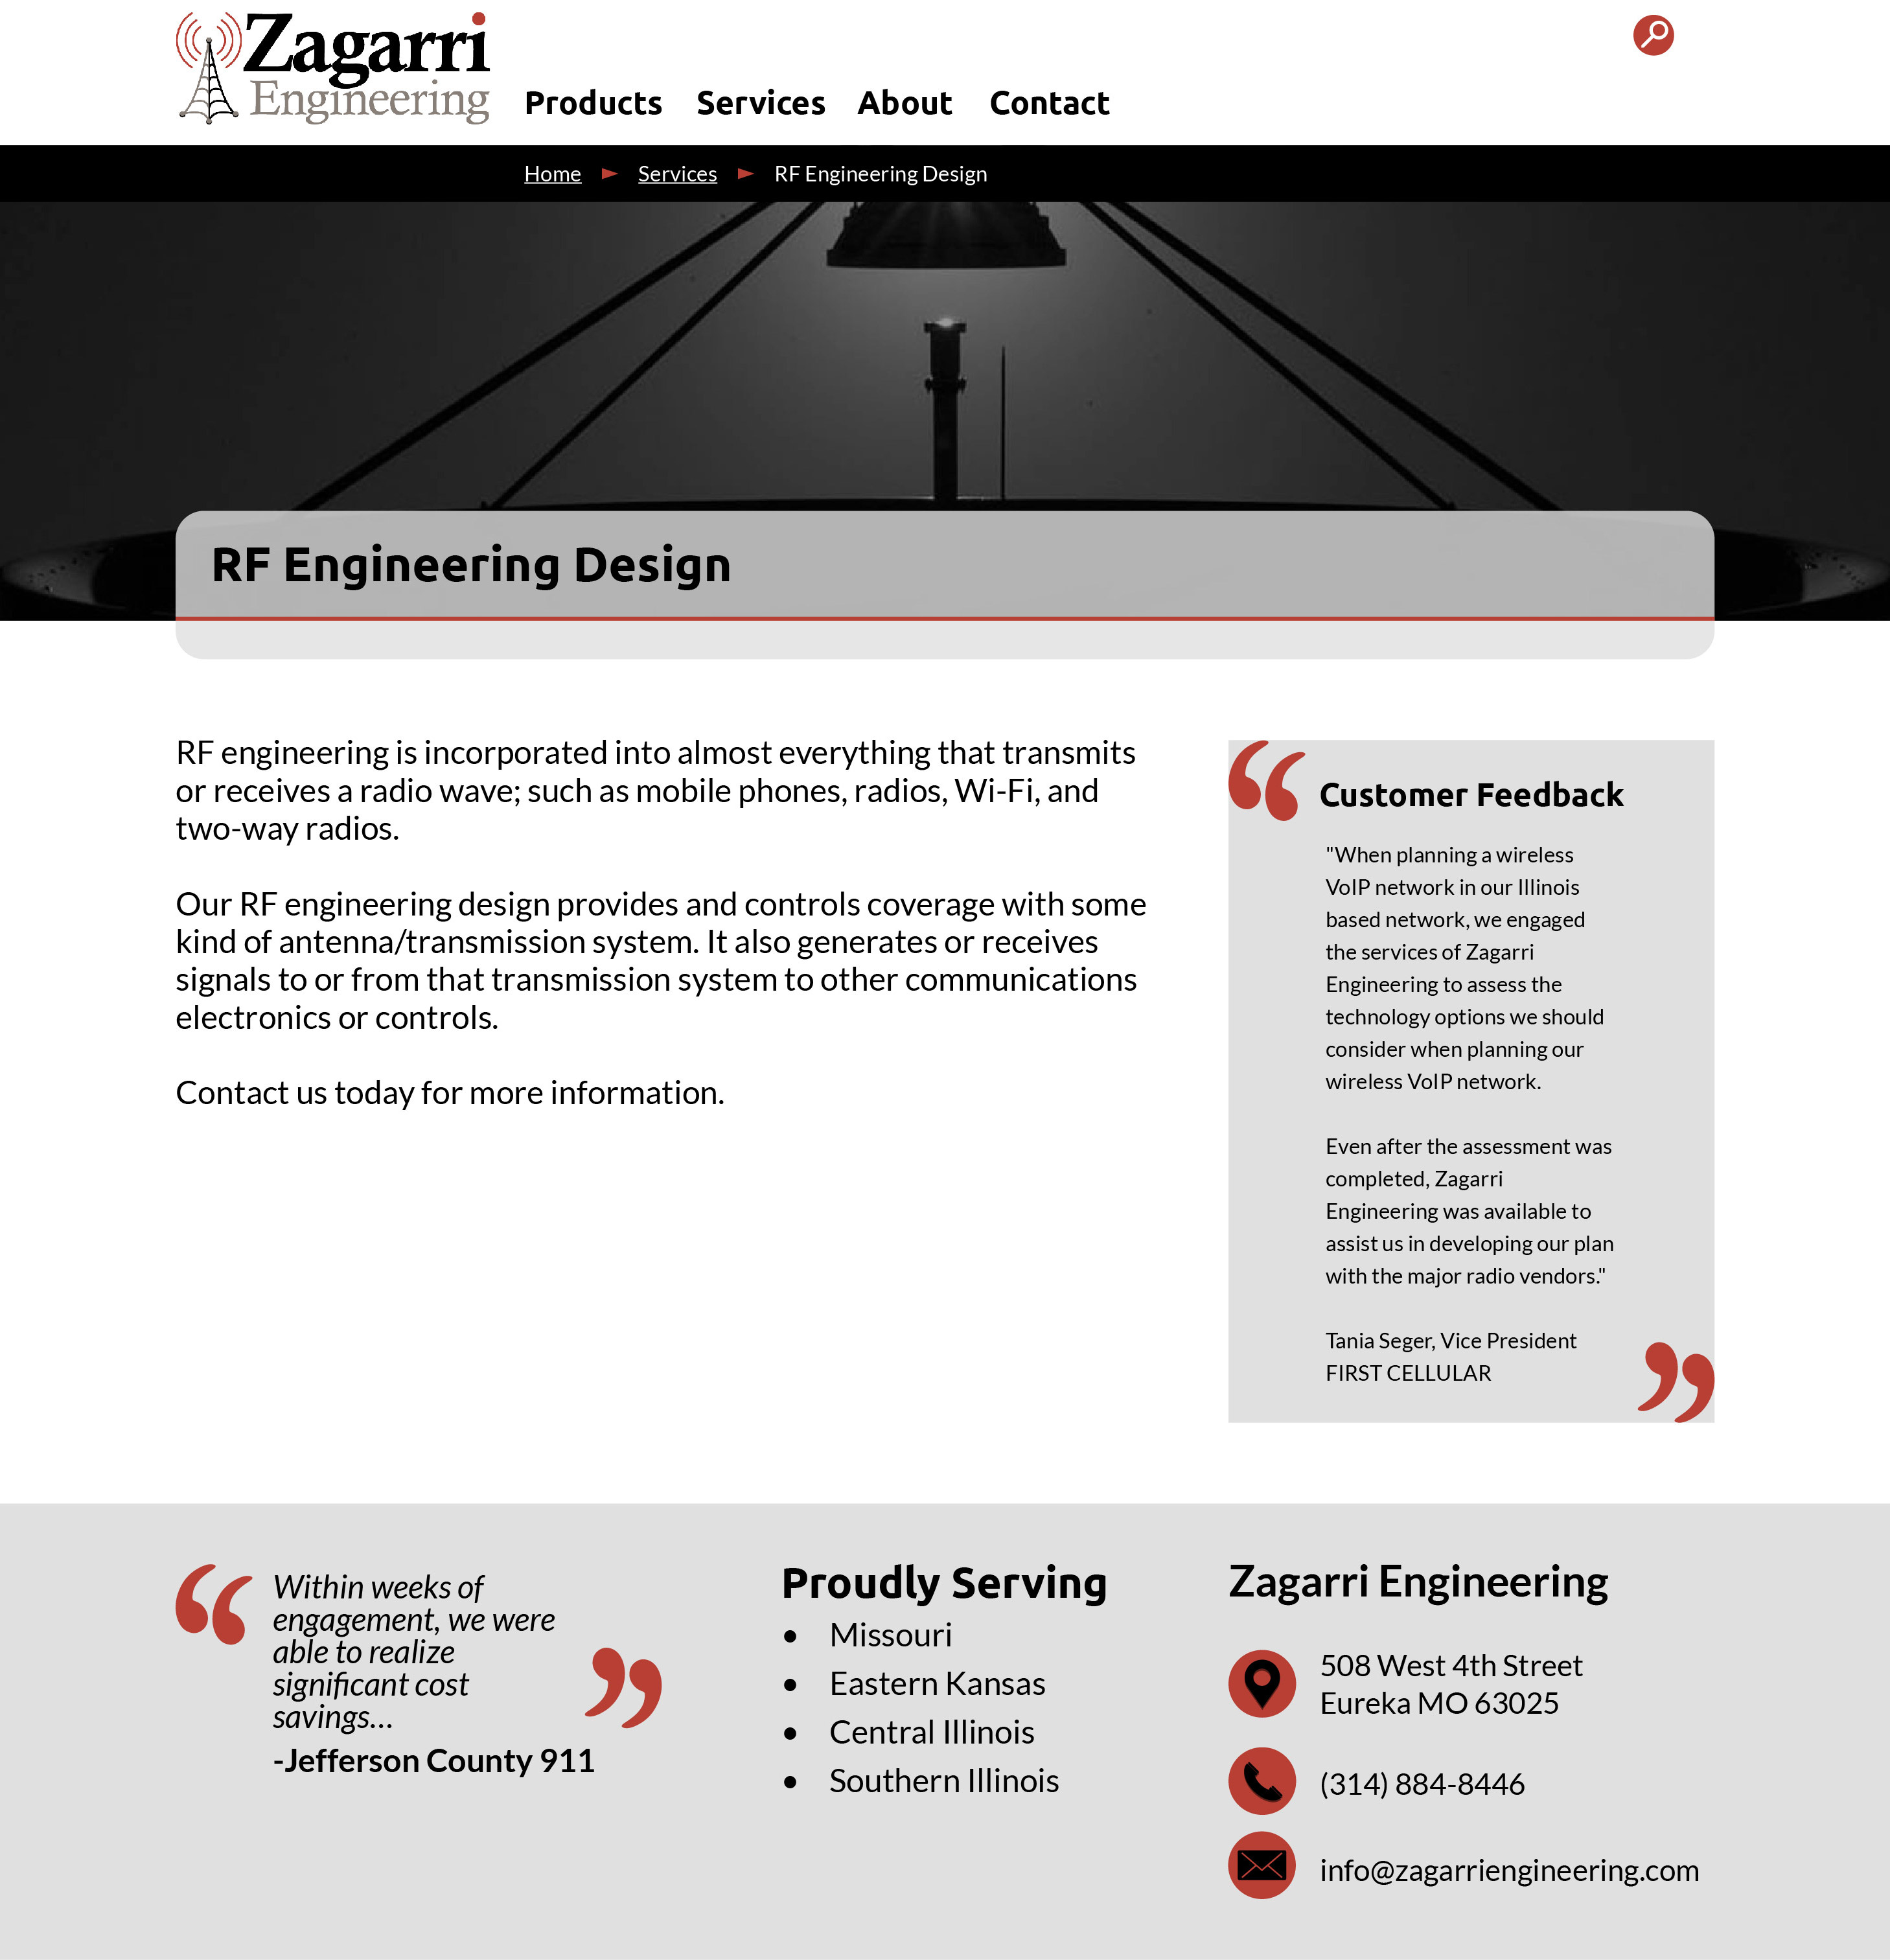 Zagarri
Engineering
Products Services About Contact
Home Services RF Engineering Design
RF Engineering Design
RF engineering is incorporated into almost everything that transmits
or receives a radio wave; such as mobile phones, radios, Wi-Fi, and
two-way radios.
Our RF engineering design provides and controls coverage with some
kind of antenna/transmission system. It also generates or receives
signals to or from that transmission system to other communications
electronics or controls.
Contact us today for more information.
Customer Feedback
"When planning a wireless
VoIP network in our Illinois
based network, we engaged
the services of Zagarri
Engineering to assess the
technology options we should
consider when planning our
wireless VoIP network.
Even after the assessment was
completed, Zagarri
Engineering was available to
assist us in developing our plan
with the major radio vendors."
Tania Seger, Vice President
FIRST CELLULAR
Within weeks of
engagement, we were
able to realize
significant cost
savings...
-Jefferson County 911
Proudly Serving
• Missouri
• Eastern Kansas
• Central Illinois
• Southern Illinois
Zagarri Engineering
508 West 4th Street
Eureka MO 63025
(314) 884-8446
info@zagarriengineering.com